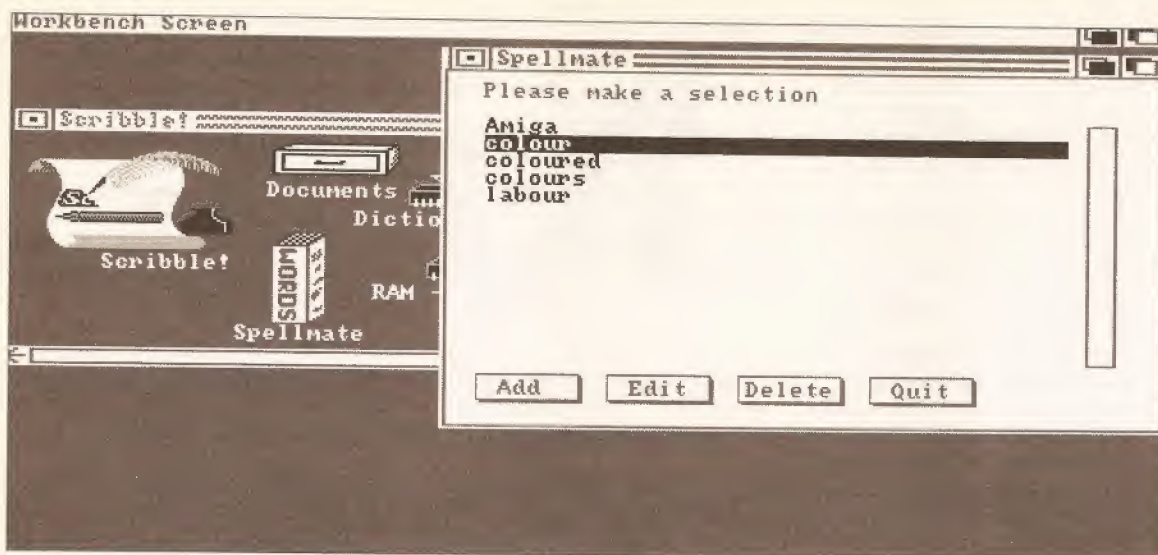 Workbench Screen
Spellmate
Please make a selection
Amiga
colour
coloured
colours
labour
Add Edit Delete Quit
Scribble!
Documents
Dictio
Sc
Scribble!
WORDS
RAM
Spellmate